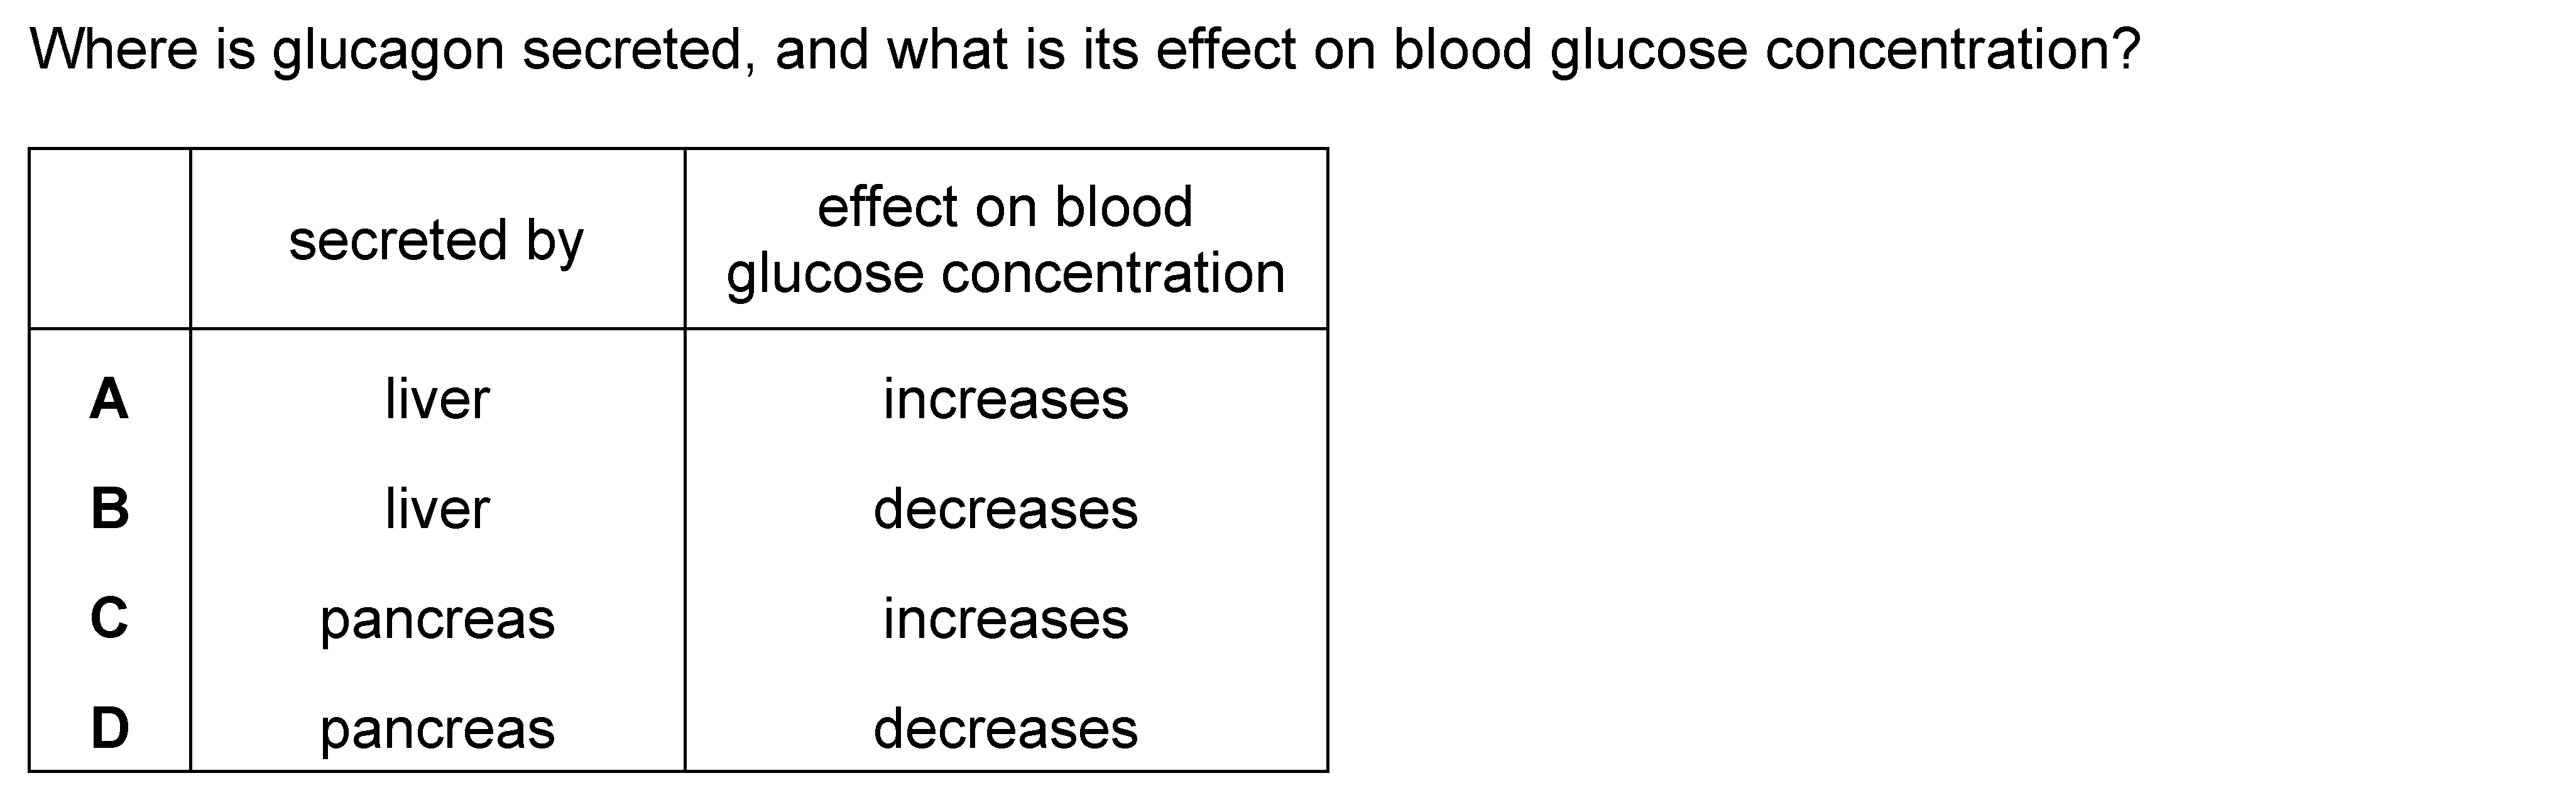 Where is glucagon secreted, and what is its effect on blood glucose concentration?
secreted by
effect on blood
glucose concentration
A liver increases
B liver decreases
C pancreas increases
D pancreas decreases